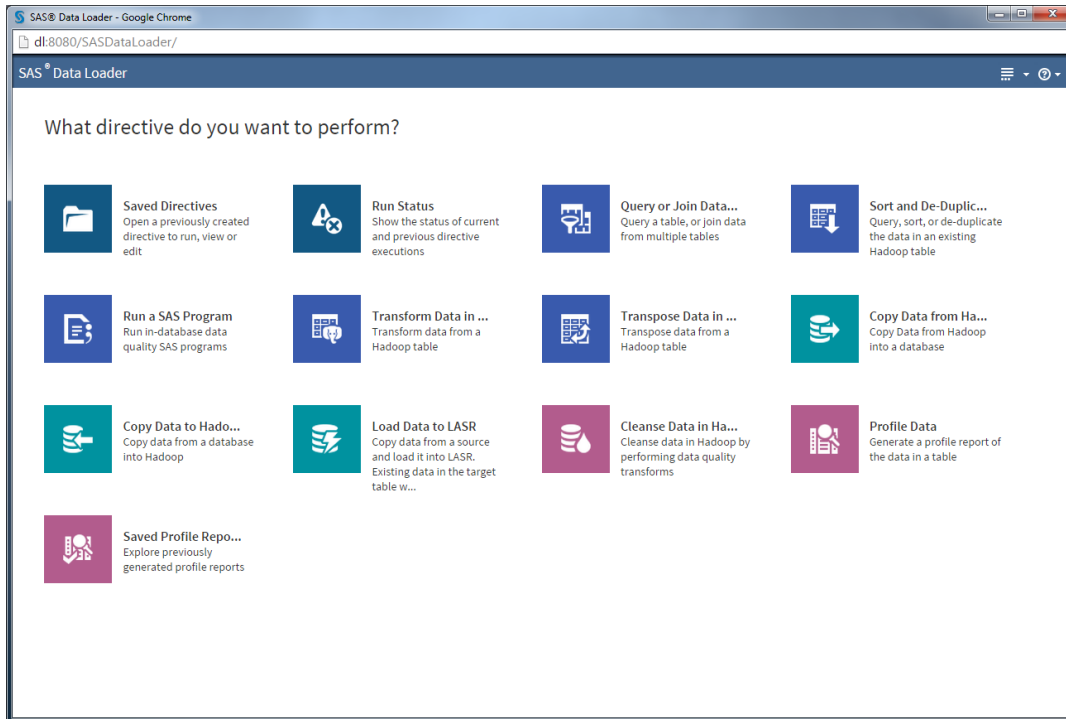 SAS® Data Loader - Google Chrome
dl:8080/SASDataLoader/
SAS® Data Loader
What directive do you want to perform?
Saved Directives
Open a previously created
directive to run, view or
edit
Run Status
Show the status of current
and previous directive
executions
Query or Join Data...
Query a table, or join data
from multiple tables
Sort and De-Duplic...
Query, sort, or de-duplicate
the data in an existing
Hadoop table
Run a SAS Program
Run in-database data
quality SAS programs
Transform Data in ...
Transform data from a
Hadoop table
Transpose Data in ...
Transpose data from a
Hadoop table
Copy Data from Ha...
Copy Data from Hadoop
into a database
Copy Data to Hado...
Copy data from a database
into Hadoop
Load Data to LASR
Copy data from a source
and load it into LASR.
Existing data in the target
table w...
Cleanse Data in Ha...
Cleanse data in Hadoop by
performing data quality
transforms
Profile Data
Generate a profile report of
the data in a table
Saved Profile Repo...
Explore previously
generated profile reports